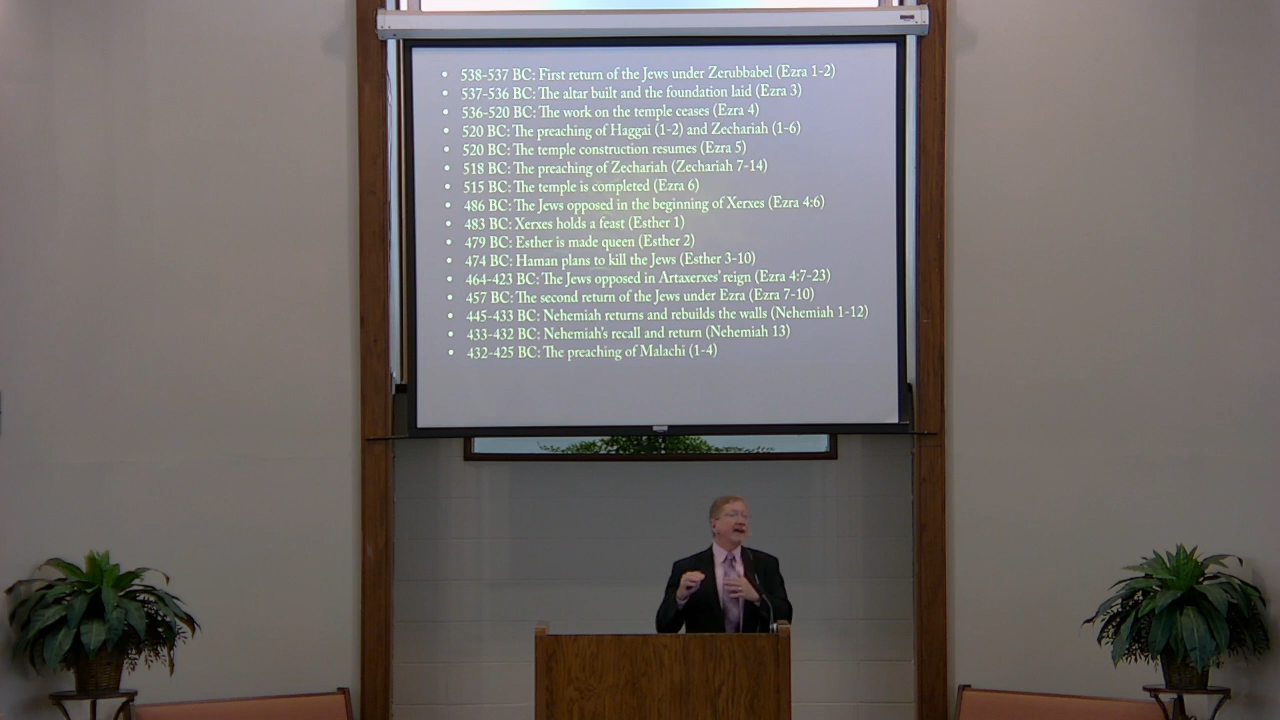 • 538-537 BC: First return of the Jews under Zerubbabel (Ezra 1-2)
• 537-536 BC: The altar built and the foundation laid (Ezra 3)
• 536-520 BC: The work on the temple ceases (Ezra 4)
• 520 BC: The preaching of Haggai (1-2) and Zechariah (1-6)
• 520 BC: The temple construction resumes (Ezra 5)
• 518 BC: The preaching of Zechariah (Zechariah 7-14)
• 515 BC: The temple is completed (Ezra 6)
• 486 BC: The Jews opposed in the beginning of Xerxes (Ezra 4:6)
• 483 BC: Xerxes holds a feast (Esther 1)
• 479 BC: Esther is made queen (Esther 2)
• 474 BC: Haman plans to kill the Jews (Esther 3-10)
• 464-423 BC: The Jews opposed in Artaxerxes' reign (Ezra 4:7-23)
• 457 BC: The second return of the Jews under Ezra (Ezra 7-10)
• 445-433 BC: Nehemiah returns and rebuilds the walls (Nehemiah 1-12)
• 433-432 BC: Nehemiah's recall and return (Nehemiah 13)
• 432-425 BC: The preaching of Malachi (1-4)